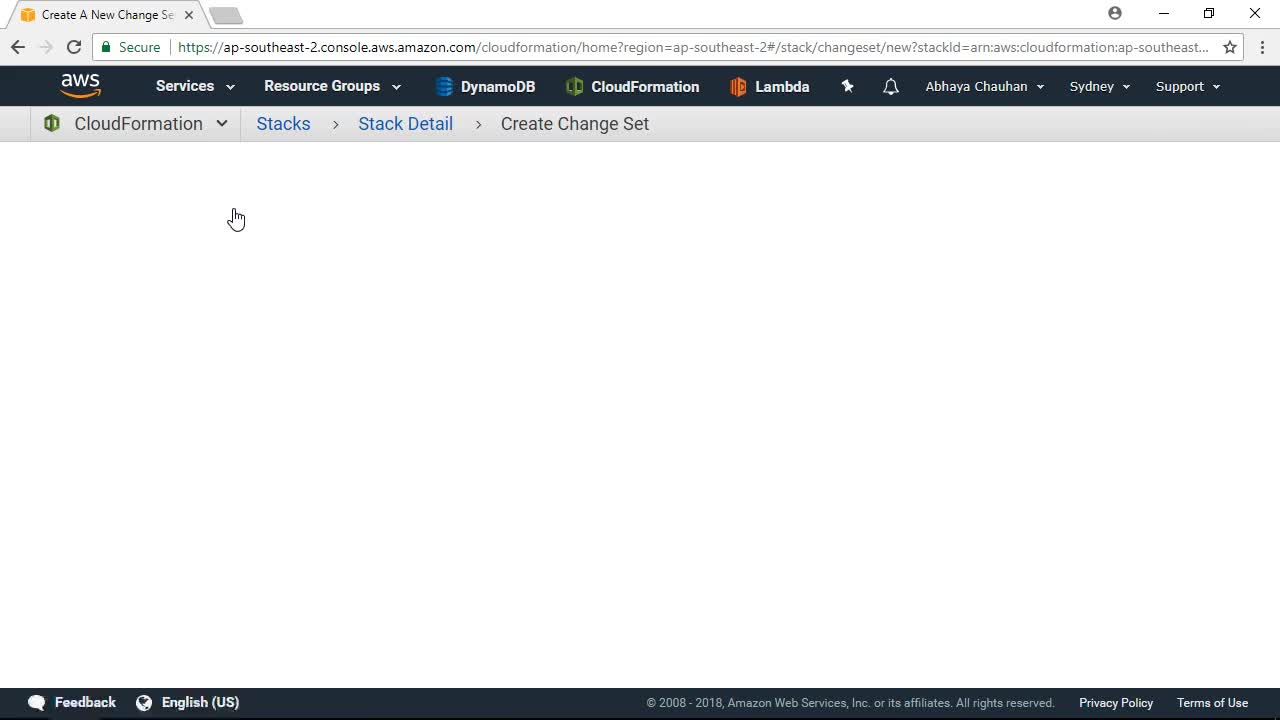 Create A New Change Se
Secure
https://ap-southeast-2.console.aws.amazon.com/cloudformation/home?region=ap-southeast-2#/stack/changeset/new?stackId=arn:aws:cloudformation:ap-southeast...
aws Services Resource Groups DynamoDB CloudFormation Lambda Abhaya Chauhan Sydney Support
CloudFormation Stacks › Stack Detail › Create Change Set
Feedback English (US) © 2008 - 2018, Amazon Web Services, Inc. or its affiliates. All rights reserved. Privacy Policy Terms of Use